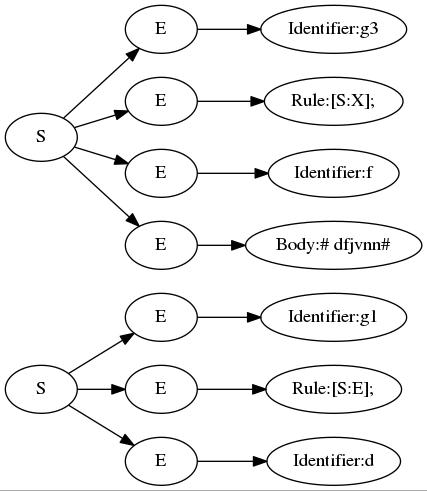 E
Identifier:g3
E
Rule:[S:X];
S
E
Identifier:f
E
Body:# dfjvnn#
E
Identifier:g1
S
E
Rule:[S:E];
E
Identifier:d